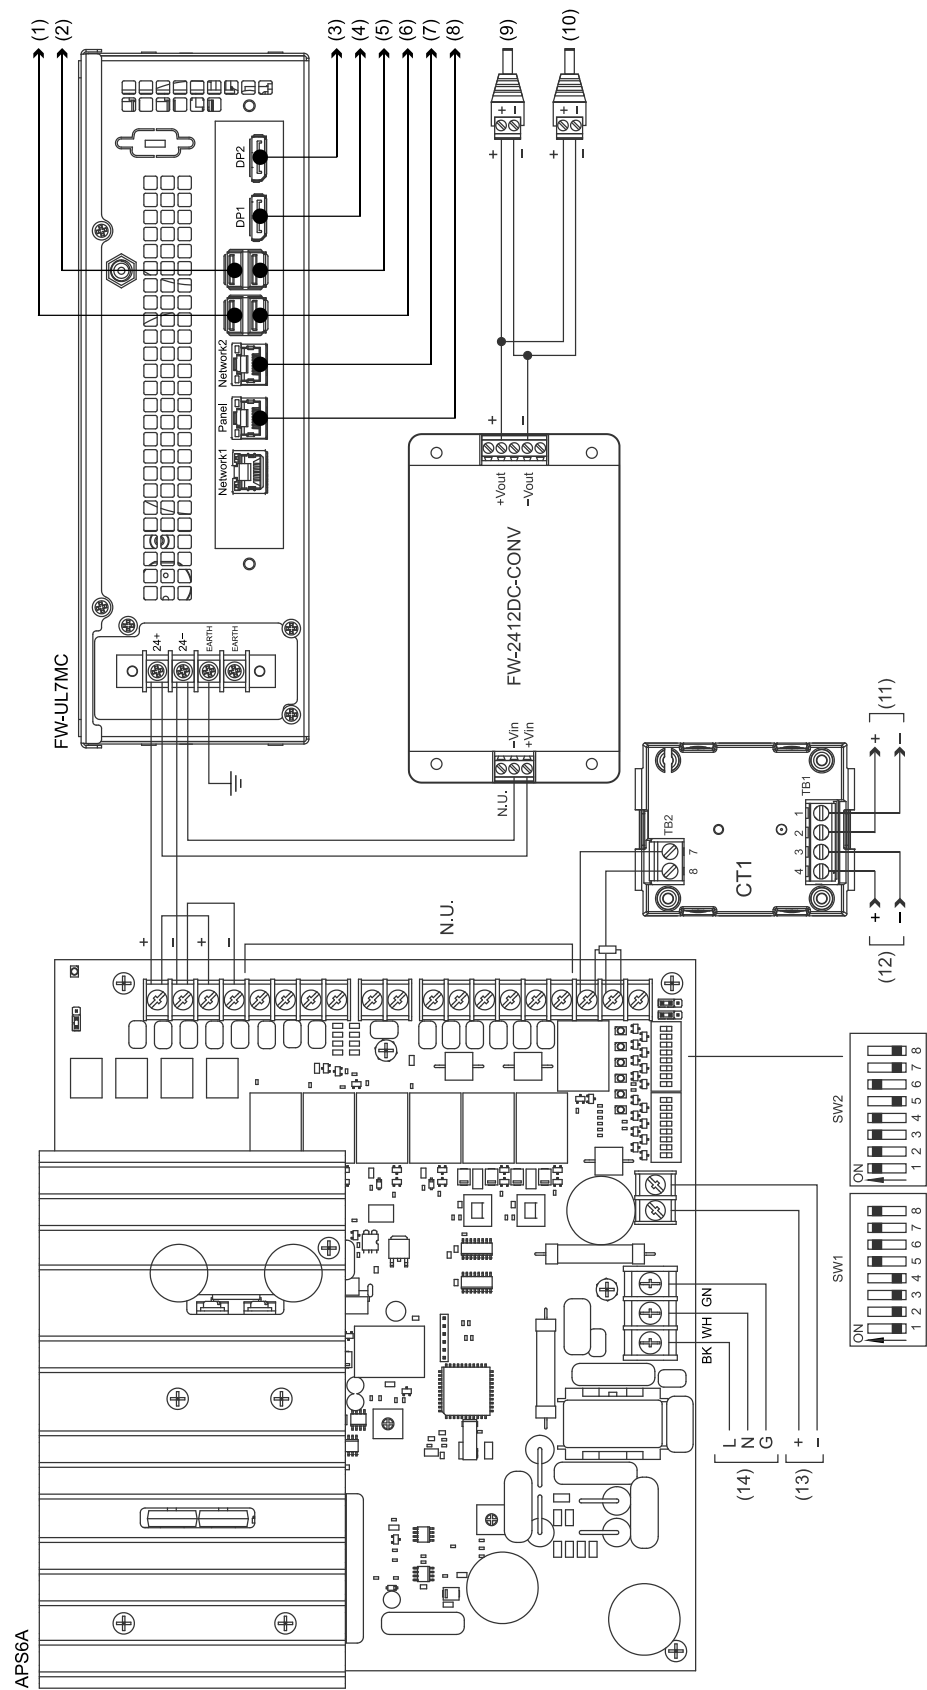 (1)
(2)
(3)
(4)
(5)
(6)
(7)
(8)
(9)
(10)
+
−
+
−
+
−
+
−
DP2
DP1
Network2
Panel
Network1
FW-UL7MC
24+
24−
EARTH
EARTH
+
−
+Vout
−Vout
FW-2412DC-CONV
−Vin
+Vin
N.U.
(11)
+
−
TB1
TB2
1
2
3
4
7
8
CT1
+
−
(12)
+
−
+
−
N.U.
SW2
ON
1 2 3 4 5 6 7 8
SW1
ON
1 2 3 4 5 6 7 8
BK WH GN
L
N
G
(14)
+
−
(13)
APS6A